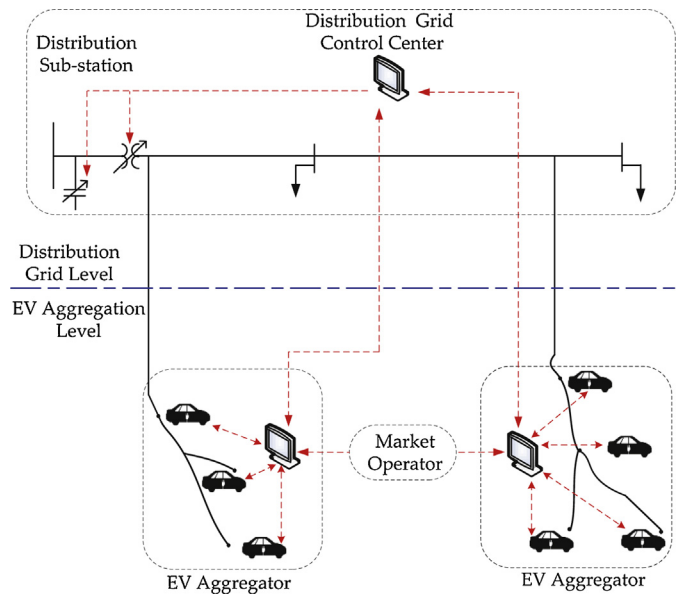 Distribution Grid
Control Center
Distribution
Sub-station
Distribution
Grid Level
EV Aggregation
Level
Market
Operator
EV Aggregator
EV Aggregator